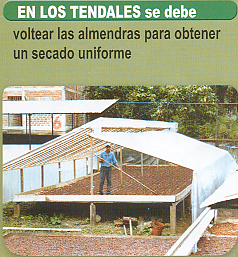 EN LOS TENDALES se debe
voltear las almendras para obtener
un secado uniforme